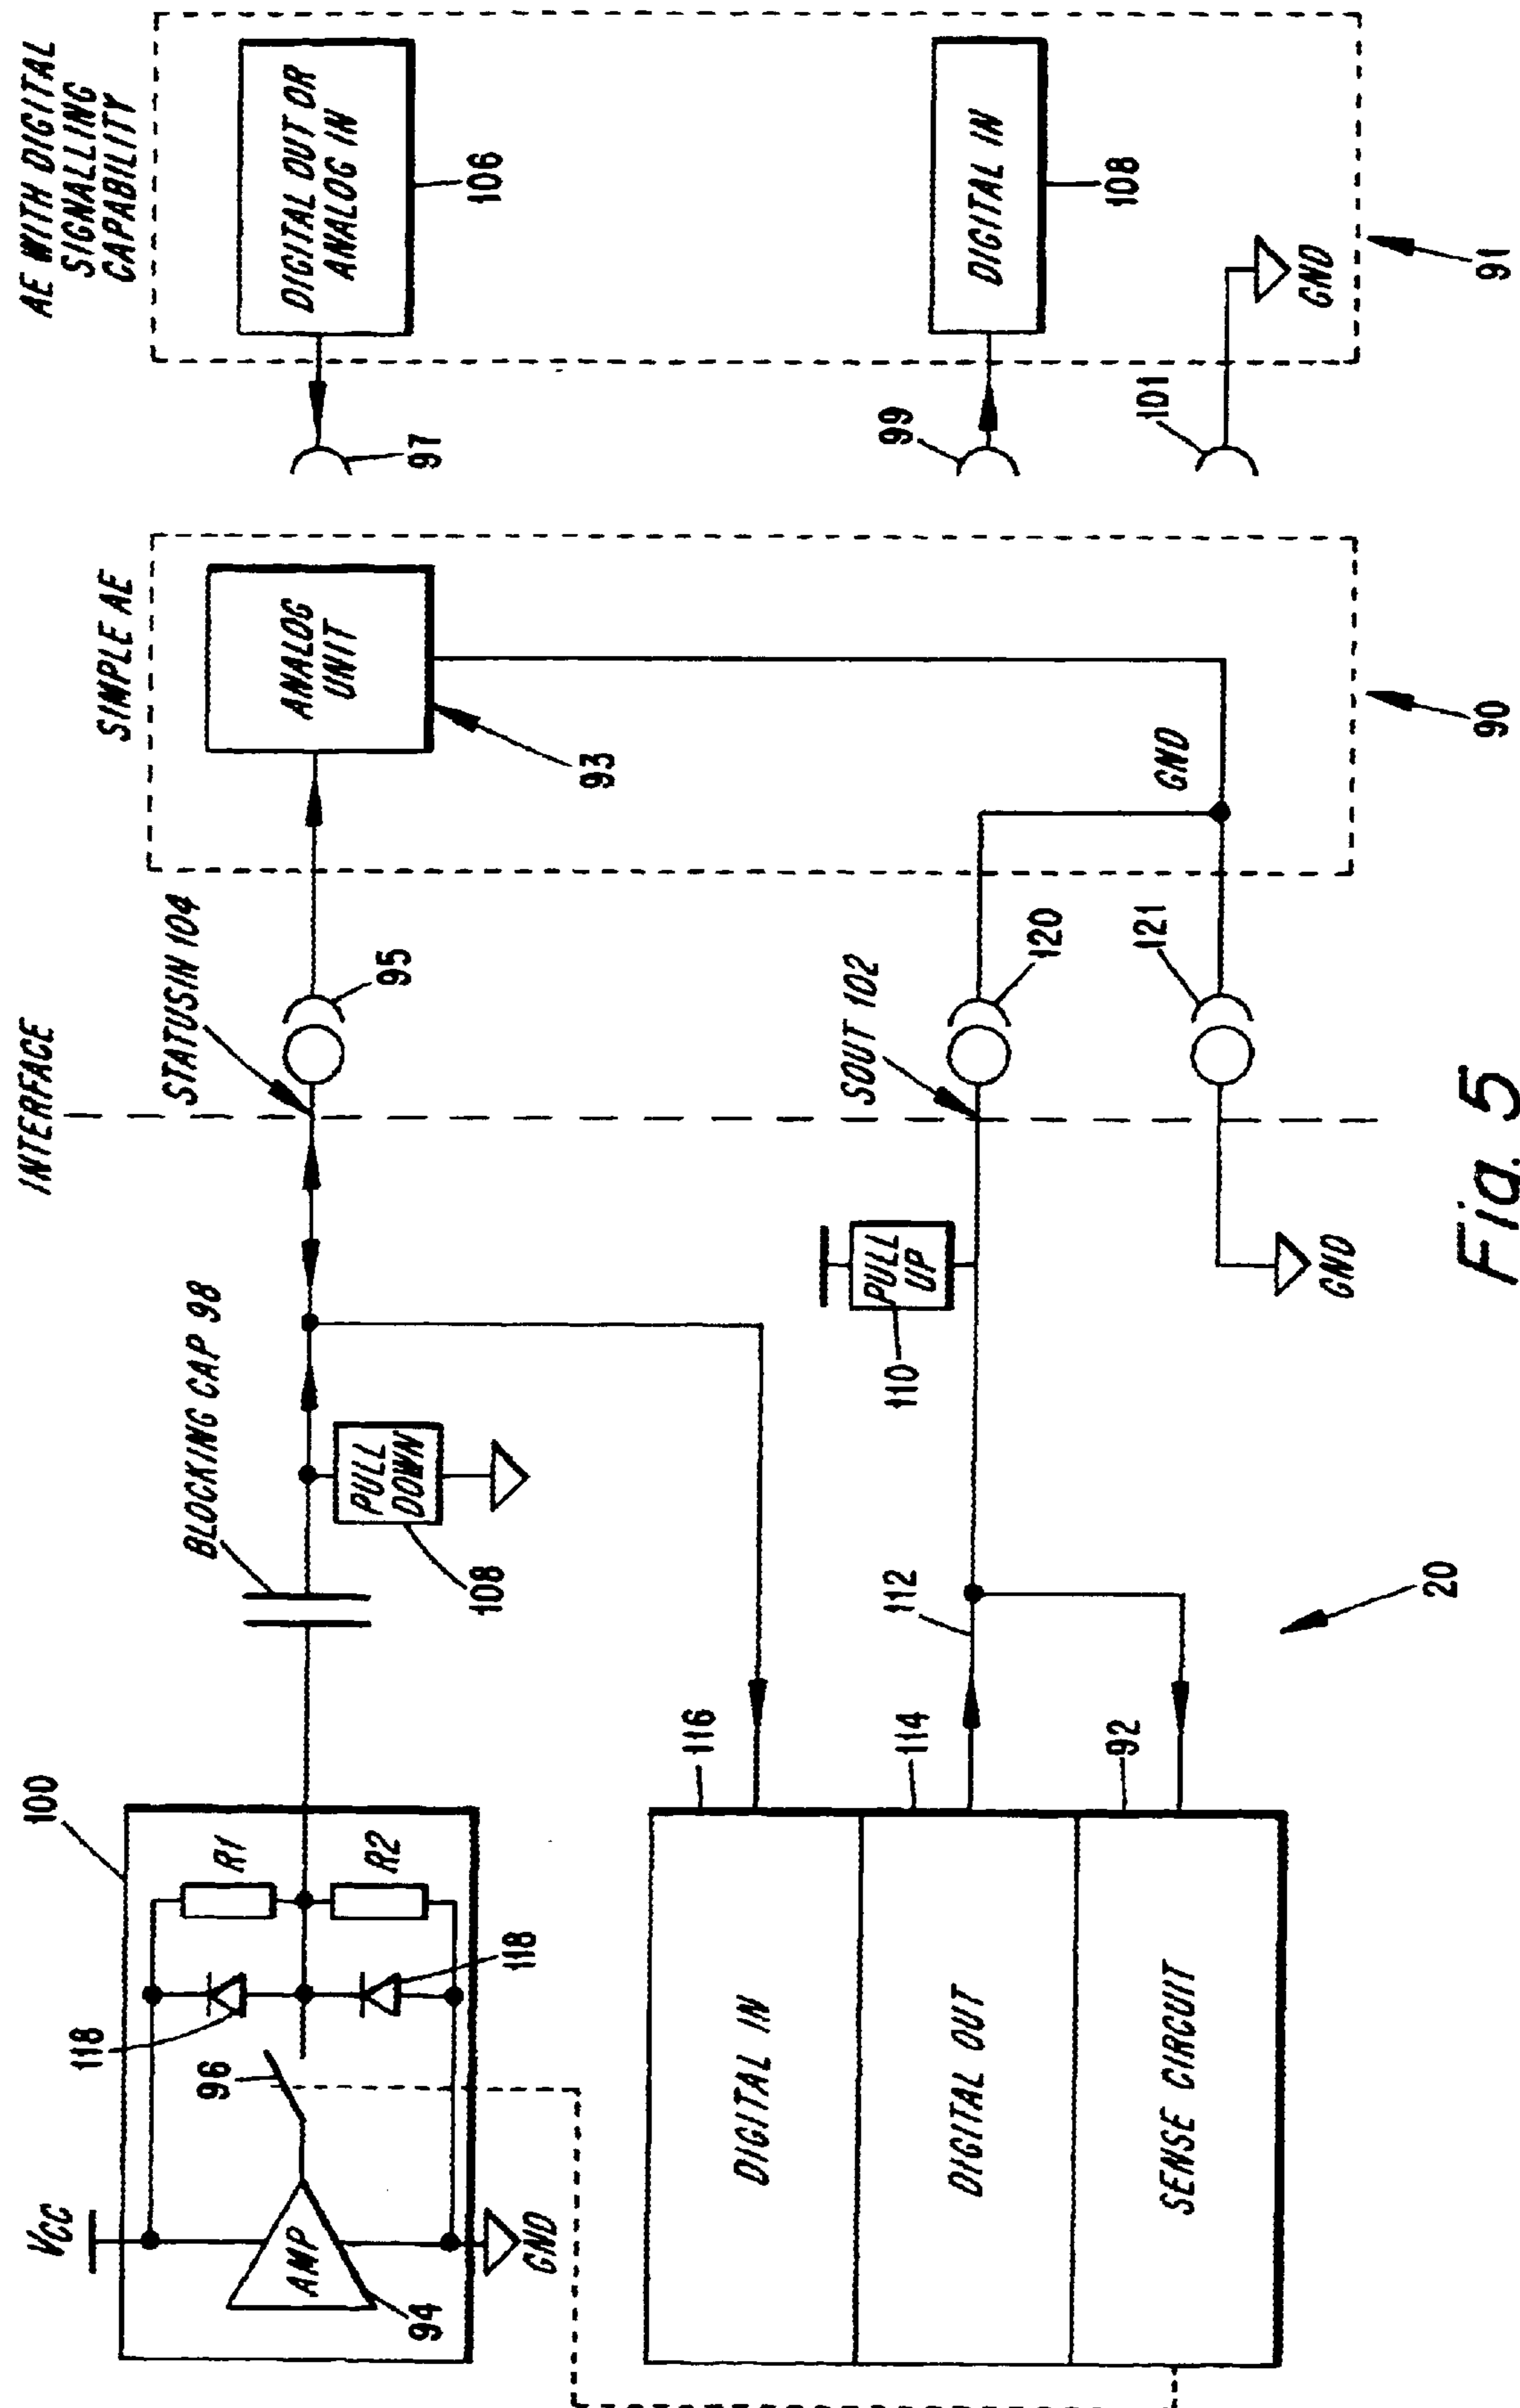 AE WITH DIGITAL
SIGNALLING
CAPABILITY
DIGITAL OUT OR
ANALOG IN
106
97
DIGITAL IN
108
99
101
GND
91
SIMPLE AE
ANALOG
UNIT
93
GND
90
INTERFACE
STATUSIN 104
95
SOUT 102
120
121
BLOCKING CAP 98
PULL
DOWN
108
PULL
UP
110
GND
112
20
100
VCC
R1
R2
118
118
96
AMP
94
GND
116
114
92
DIGITAL IN
DIGITAL OUT
SENSE CIRCUIT
Fig. 5